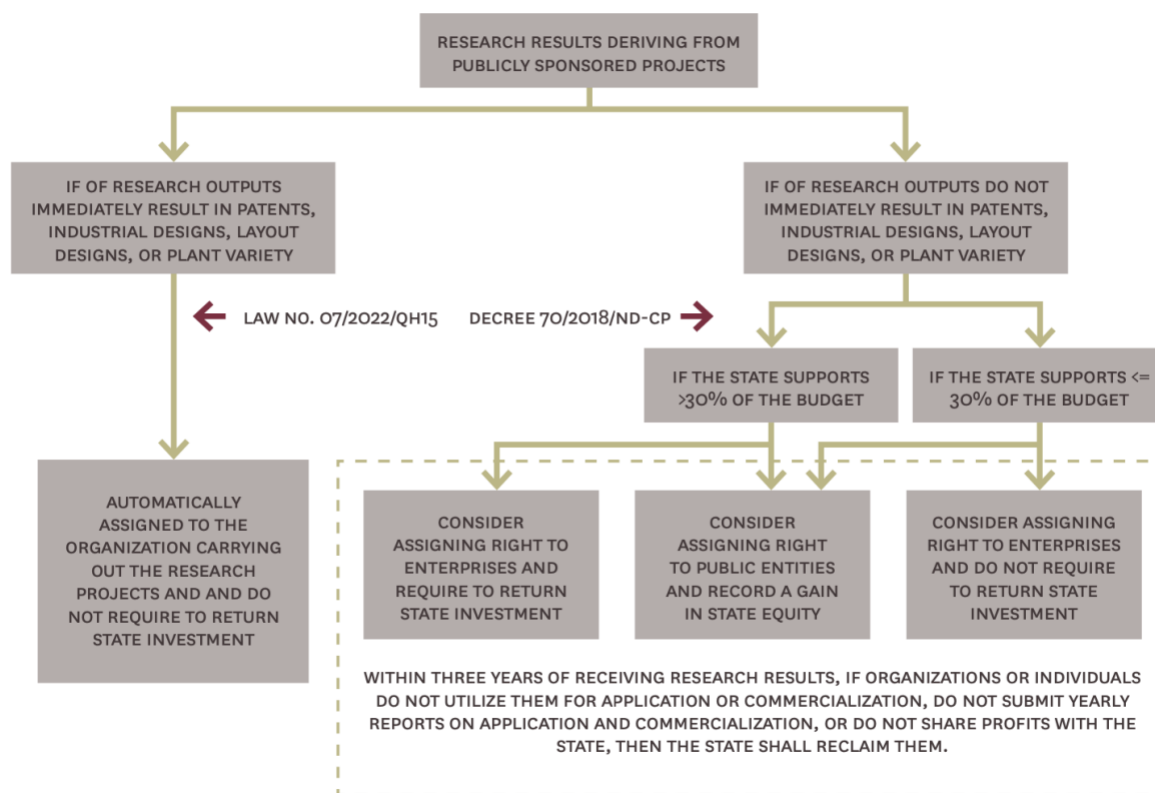 RESEARCH RESULTS DERIVING FROM
PUBLICLY SPONSORED PROJECTS
IF OF RESEARCH OUTPUTS
IMMEDIATELY RESULT IN PATENTS,
INDUSTRIAL DESIGNS, LAYOUT
DESIGNS, OR PLANT VARIETY
IF OF RESEARCH OUTPUTS DO NOT
IMMEDIATELY RESULT IN PATENTS,
INDUSTRIAL DESIGNS, LAYOUT
DESIGNS, OR PLANT VARIETY
LAW NO. 07/2022/QH15
DECREE 70/2018/ND-CP
IF THE STATE SUPPORTS
>30% OF THE BUDGET
IF THE STATE SUPPORTS <=
30% OF THE BUDGET
AUTOMATICALLY
ASSIGNED TO THE
ORGANIZATION CARRYING
OUT THE RESEARCH
PROJECTS AND AND DO
NOT REQUIRE TO RETURN
STATE INVESTMENT
CONSIDER
ASSIGNING RIGHT TO
ENTERPRISES AND
REQUIRE TO RETURN
STATE INVESTMENT
CONSIDER
ASSIGNING RIGHT
TO PUBLIC ENTITIES
AND RECORD A GAIN
IN STATE EQUITY
CONSIDER ASSIGNING
RIGHT TO ENTERPRISES
AND DO NOT REQUIRE
TO RETURN STATE
INVESTMENT
WITHIN THREE YEARS OF RECEIVING RESEARCH RESULTS, IF ORGANIZATIONS OR INDIVIDUALS
DO NOT UTILIZE THEM FOR APPLICATION OR COMMERCIALIZATION, DO NOT SUBMIT YEARLY
REPORTS ON APPLICATION AND COMMERCIALIZATION, OR DO NOT SHARE PROFITS WITH THE
STATE, THEN THE STATE SHALL RECLAIM THEM.